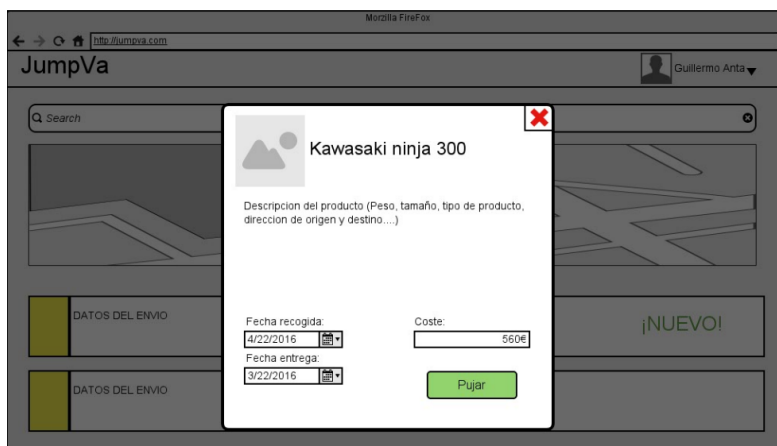 Morzilla FireFox
http://jumpva.com
JumpVa
Guillermo Anta
Search
Kawasaki ninja 300
Descripcion del producto (Peso, tamaño, tipo de producto,
direccion de origen y destino....)
DATOS DEL ENVIO
¡NUEVO!
Fecha recogida:
Coste:
4/22/2016
560€
Fecha entrega:
3/22/2016
Pujar
DATOS DEL ENVIO